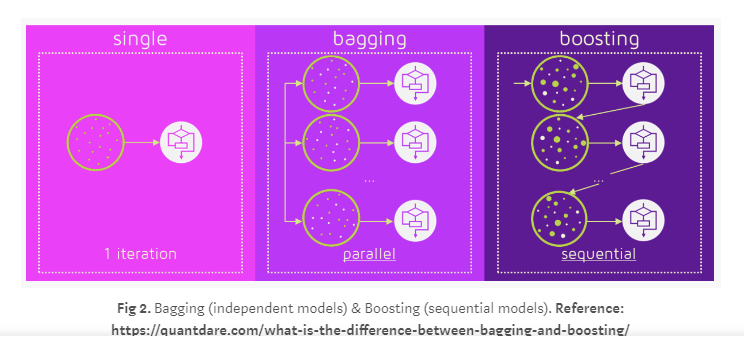 single
bagging
boosting
...
...
1 iteration
parallel
sequential
Fig 2. Bagging (independent models) & Boosting (sequential models). Reference:
https://quantdare.com/what-is-the-difference-between-bagging-and-boosting/